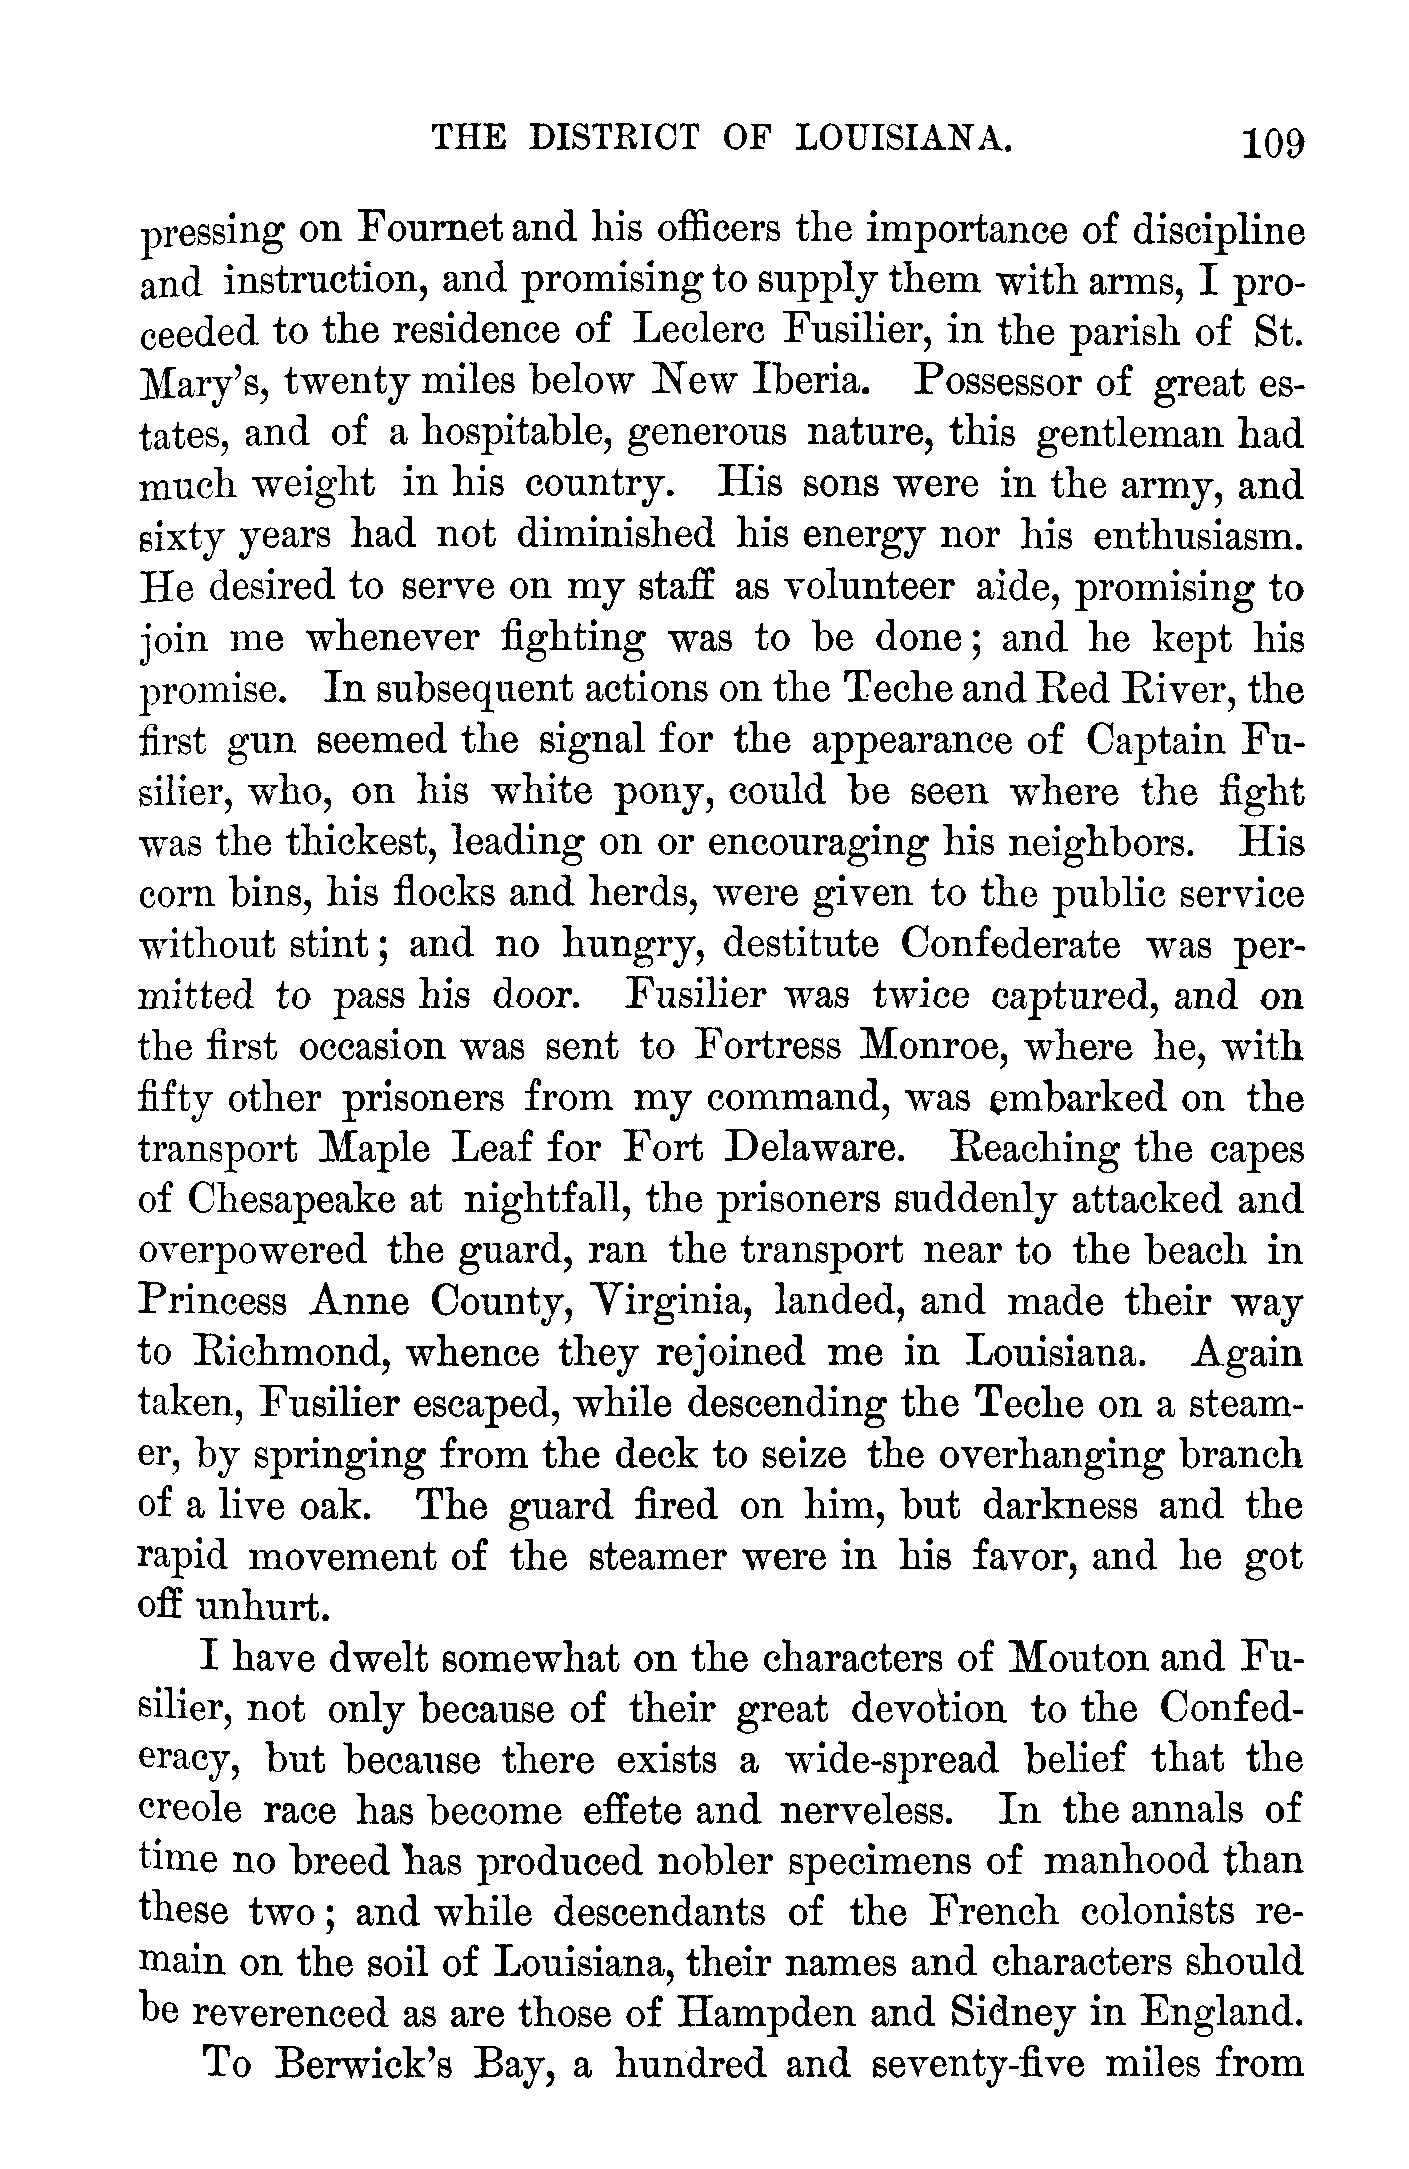 THE DISTRICT OF LOUISIANA. 109
pressing on Fournet and his officers the importance of discipline
and instruction, and promising to supply them with arms, I pro-
ceeded to the residence of Leclerc Fusilier, in the parish of St.
Mary's, twenty miles below New Iberia. Possessor of great es-
tates, and of a hospitable, generous nature, this gentleman had
much weight in his country. His sons were in the army, and
sixty years had not diminished his energy nor his enthusiasm.
He desired to serve on my staff as volunteer aide, promising to
join me whenever fighting was to be done; and he kept his
promise. In subsequent actions on the Teche and Red River, the
first gun seemed the signal for the appearance of Captain Fu-
silier, who, on his white pony, could be seen where the fight
was the thickest, leading on or encouraging his neighbors. His
corn bins, his flocks and herds, were given to the public service
without stint; and no hungry, destitute Confederate was per-
mitted to pass his door. Fusilier was twice captured, and on
the first occasion was sent to Fortress Monroe, where he, with
fifty other prisoners from my command, was embarked on the
transport Maple Leaf for Fort Delaware. Reaching the capes
of Chesapeake at nightfall, the prisoners suddenly attacked and
overpowered the guard, ran the transport near to the beach in
Princess Anne County, Virginia, landed, and made their way
to Richmond, whence they rejoined me in Louisiana. Again
taken, Fusilier escaped, while descending the Teche on a steam-
er, by springing from the deck to seize the overhanging branch
of a live oak. The guard fired on him, but darkness and the
rapid movement of the steamer were in his favor, and he got
off unhurt.
I have dwelt somewhat on the characters of Mouton and Fu-
silier, not only because of their great devotion to the Confed-
eracy, but because there exists a wide-spread belief that the
creole race has become effete and nerveless. In the annals of
time no breed has produced nobler specimens of manhood than
these two; and while descendants of the French colonists re-
main on the soil of Louisiana, their names and characters should
be reverenced as are those of Hampden and Sidney in England.
To Berwick's Bay, a hundred and seventy-five miles from